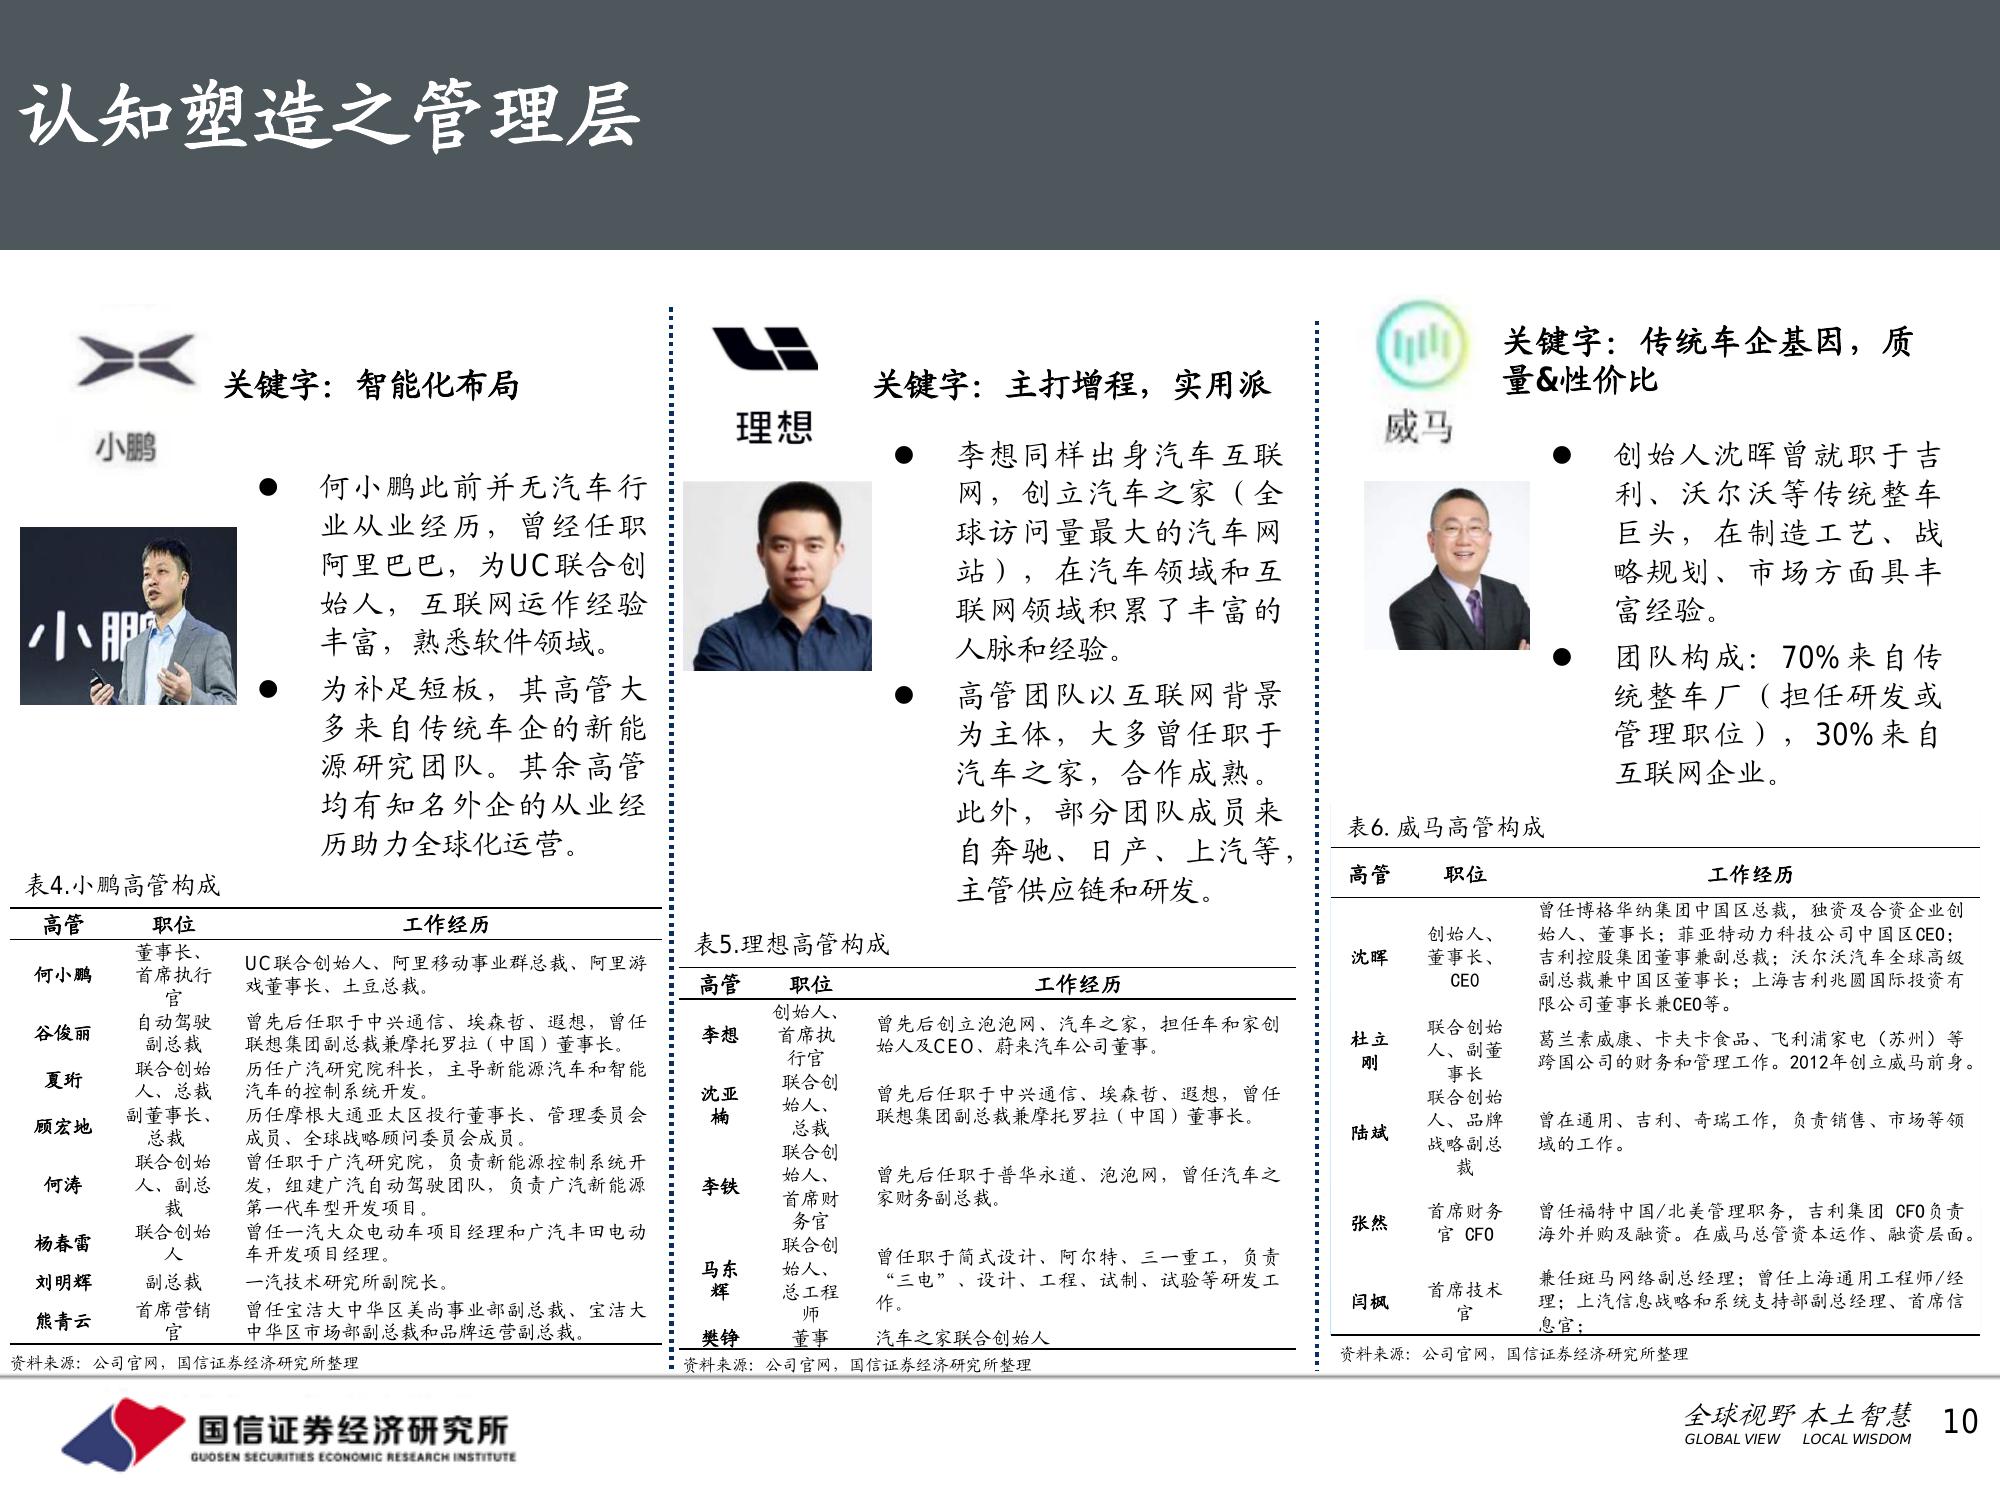 认知塑造之管理层
小鹏
关键字：智能化布局
小鹏
● 何小鹏此前并无汽车行
业从业经历，曾经任职
阿里巴巴，为UC联合创
始人，互联网运作经验
丰富，熟悉软件领域。
● 为补足短板，其高管大
多来自传统车企的新能
源研究团队。其余高管
均有知名外企的从业经
历助力全球化运营。
表4.小鹏高管构成
高管 职位 工作经历
何小鹏
董事长、
首席执行
官
UC联合创始人、阿里移动事业群总裁、阿里游
戏董事长、土豆总裁。
谷俊丽
自动驾驶
副总裁
曾先后任职于中兴通信、埃森哲、遐想，曾任
联想集团副总裁兼摩托罗拉（中国）董事长。
夏珩
联合创始
人、总裁
历任广汽研究院科长，主导新能源汽车和智能
汽车的控制系统开发。
顾宏地
副董事长、
总裁
历任摩根大通亚太区投行董事长、管理委员会
成员、全球战略顾问委员会成员。
何涛
联合创始
人、副总
裁
曾任职于广汽研究院，负责新能源控制系统开
发，组建广汽自动驾驶团队，负责广汽新能源
第一代车型开发项目。
杨春雷
联合创始
人
曾任一汽大众电动车项目经理和广汽丰田电动
车开发项目经理。
刘明辉 副总裁 一汽技术研究所副院长。
熊青云
首席营销
官
曾任宝洁大中华区美尚事业部副总裁、宝洁大
中华区市场部副总裁和品牌运营副总裁。
资料来源：公司官网，国信证券经济研究所整理
理想
关键字：主打增程，实用派
● 李想同样出身汽车互联
网，创立汽车之家（全
球访问量最大的汽车网
站），在汽车领域和互
联网领域积累了丰富的
人脉和经验。
● 高管团队以互联网背景
为主体，大多曾任职于
汽车之家，合作成熟。
此外，部分团队成员来
自奔驰、日产、上汽等，
主管供应链和研发。
表5.理想高管构成
高管 职位 工作经历
李想
创始人、
首席执
行官
曾先后创立泡泡网、汽车之家，担任车和家创
始人及CEO、蔚来汽车公司董事。
沈亚
楠
联合创
始人、
总裁
曾先后任职于中兴通信、埃森哲、遐想，曾任
联想集团副总裁兼摩托罗拉（中国）董事长。
李铁
联合创
始人、
首席财
务官
曾先后任职于普华永道、泡泡网，曾任汽车之
家财务副总裁。
马东
辉
联合创
始人、
总工程
师
曾任职于简式设计、阿尔特、三一重工，负责
“三电”、设计、工程、试制、试验等研发工
作。
樊铮 董事 汽车之家联合创始人
资料来源：公司官网，国信证券经济研究所整理
威马
关键字：传统车企基因，质
量&性价比
● 创始人沈晖曾就职于吉
利、沃尔沃等传统整车
巨头，在制造工艺、战
略规划、市场方面具丰
富经验。
● 团队构成：70%来自传
统整车厂（担任研发或
管理职位），30%来自
互联网企业。
表6. 威马高管构成
高管 职位 工作经历
沈晖
创始人、
董事长、
CEO
曾任博格华纳集团中国区总裁，独资及合资企业创
始人、董事长；菲亚特动力科技公司中国区CEO；
吉利控股集团董事兼副总裁；沃尔沃汽车全球高级
副总裁兼中国区董事长；上海吉利兆圆国际投资有
限公司董事长兼CEO等。
杜立
刚
联合创始
人、副董
事长
葛兰素威康、卡夫卡食品、飞利浦家电（苏州）等
跨国公司的财务和管理工作。2012年创立威马前身。
陆斌
联合创始
人、品牌
战略副总
裁
曾在通用、吉利、奇瑞工作，负责销售、市场等领
域的工作。
张然
首席财务
官 CFO
曾任福特中国/北美管理职务，吉利集团 CFO负责
海外并购及融资。在威马总管资本运作、融资层面。
闫枫
首席技术
官
兼任斑马网络副总经理；曾任上海通用工程师/经
理；上汽信息战略和系统支持部副总经理、首席信
息官；
资料来源：公司官网，国信证券经济研究所整理
国信证券经济研究所
GUOSEN SECURITIES ECONOMIC RESEARCH INSTITUTE
全球视野 本土智慧
GLOBAL VIEW LOCAL WISDOM
10